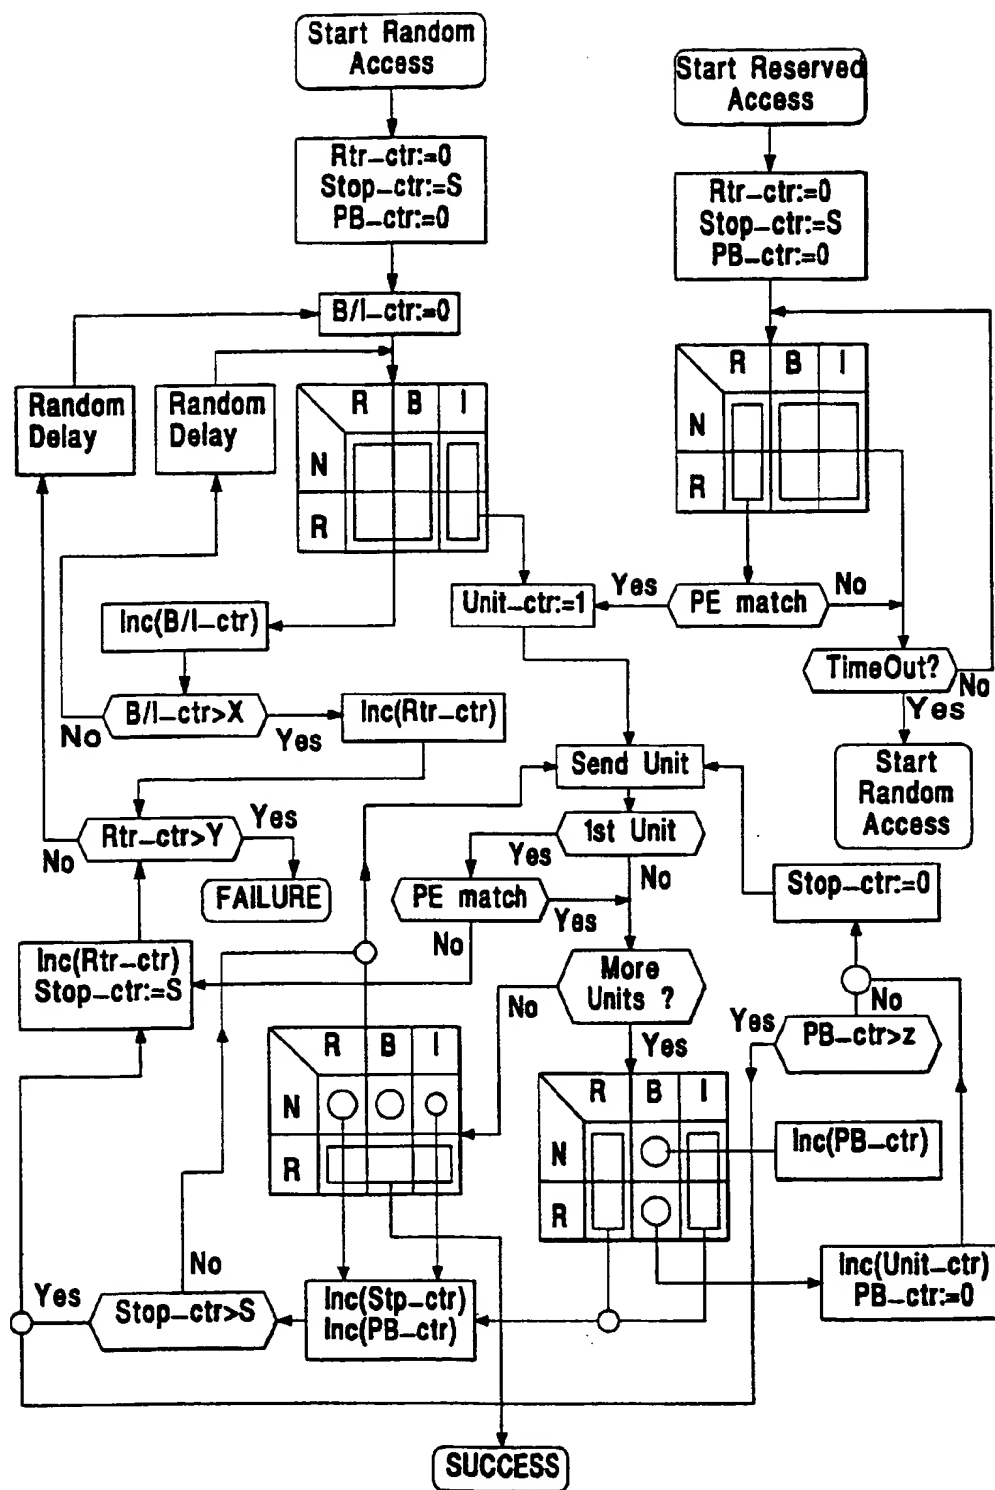 Start Random
Access
Start Reserved
Access
Rtr-ctr:=0
Stop-ctr:=S
PB-ctr:=0
Rtr-ctr:=0
Stop-ctr:=S
PB-ctr:=0
B/I-ctr:=0
Random
Delay
Random
Delay
R B I
N
R
R B I
N
R
Inc(B/I-ctr)
Unit-ctr:=1
Yes
PE match
No
B/I-ctr>X
No
Yes
Inc(Rtr-ctr)
TimeOut?
No
Yes
Start
Random
Access
Send Unit
Rtr-ctr>Y
Yes
No
FAILURE
1st Unit
Yes
No
PE match
Yes
No
Stop-ctr:=0
Inc(Rtr-ctr)
Stop-ctr:=S
More
Units ?
No
Yes
No
Yes
PB-ctr>z
R B I
N
R
R B I
N
R
Inc(PB-ctr)
Inc(Unit-ctr)
PB-ctr:=0
No
Yes
Stop-ctr>S
Inc(Stp-ctr)
Inc(PB-ctr)
SUCCESS